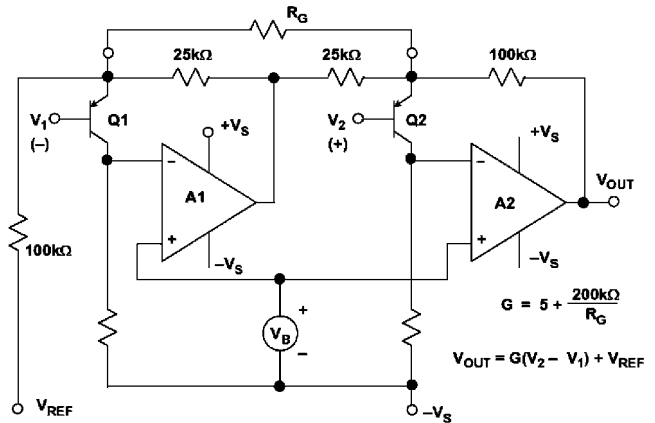 RG
25kΩ
25kΩ
100kΩ
V1
(–)
Q1
+VS
V2
(+)
Q2
+VS
–
A1
+
–
A2
+
VOUT
100kΩ
–VS
–VS
+
VB
–
G = 5 + 200kΩ / RG
VOUT = G(V2 – V1) + VREF
VREF
–VS